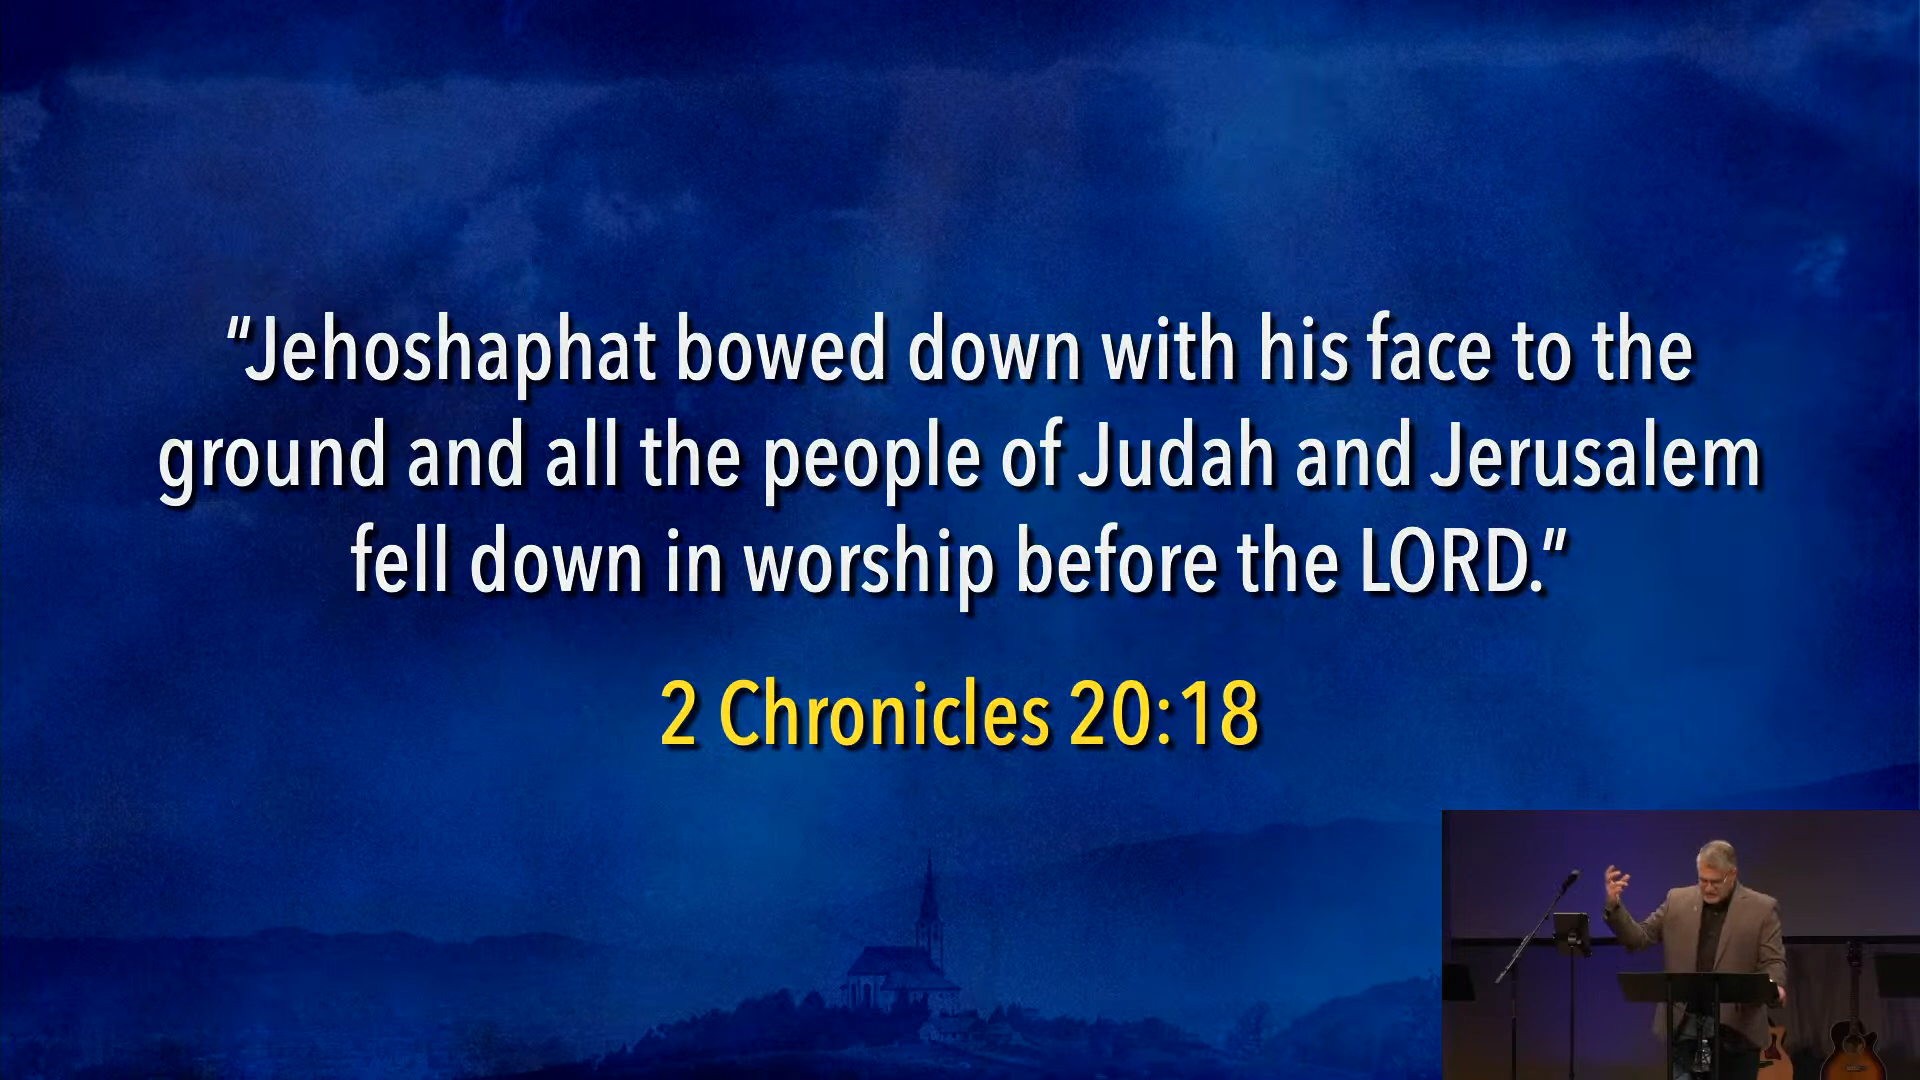 “Jehoshaphat bowed down with his face to the
ground and all the people of Judah and Jerusalem
fell down in worship before the LORD.”
2 Chronicles 20:18